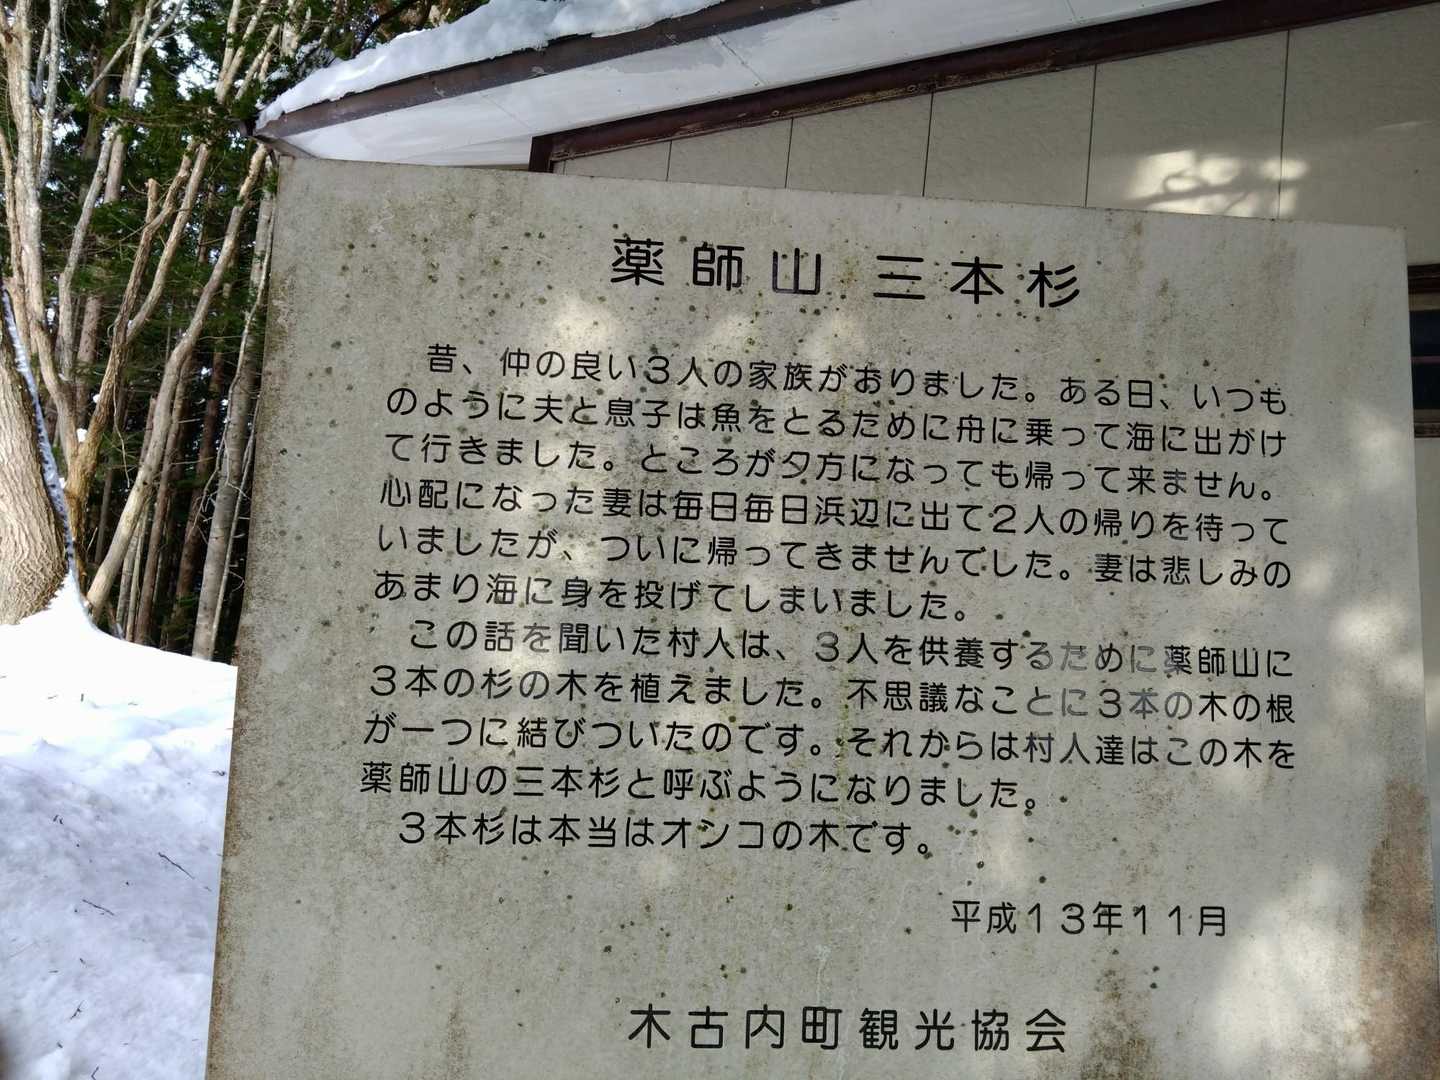 薬師山 三本杉
昔、仲の良い３人の家族がおりました。ある日、いつも
のように夫と息子は魚をとるために舟に乗って海に出がけ
て行きました。ところが夕方になっても帰って来ません。
心配になった妻は毎日毎日浜辺に出て２人の帰りを待って
いましたが、ついに帰ってきませんでした。妻は悲しみの
あまり海に身を投げてしまいました。
この話を聞いた村人は、３人を供養するために薬師山に
３本の杉の木を植えました。不思議なことに３本の木の根
が一つに結びついたのです。それからは村人達はこの木を
薬師山の三本杉と呼ぶようになりました。
３本杉は本当はオンコの木です。
平成１３年１１月
木古内町観光協会